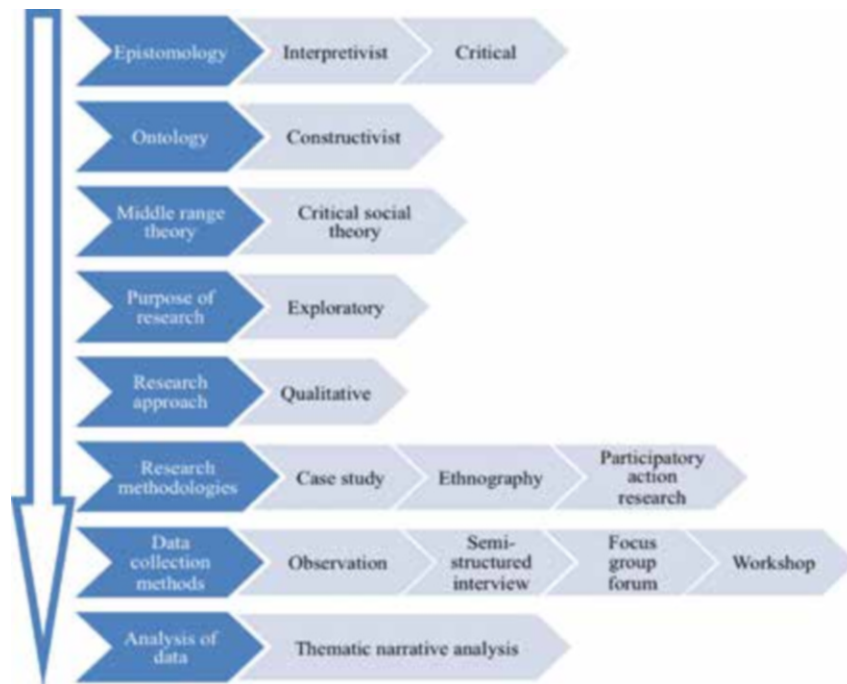 Epistomology
Interpretivist
Critical
Ontology
Constructivist
Middle range
theory
Critical social
theory
Purpose of
research
Exploratory
Research
approach
Qualitative
Research
methodologies
Case study
Ethnography
Participatory
action
research
Data
collection
methods
Observation
Semi-
structured
interview
Focus
group
forum
Workshop
Analysis of
data
Thematic narrative analysis